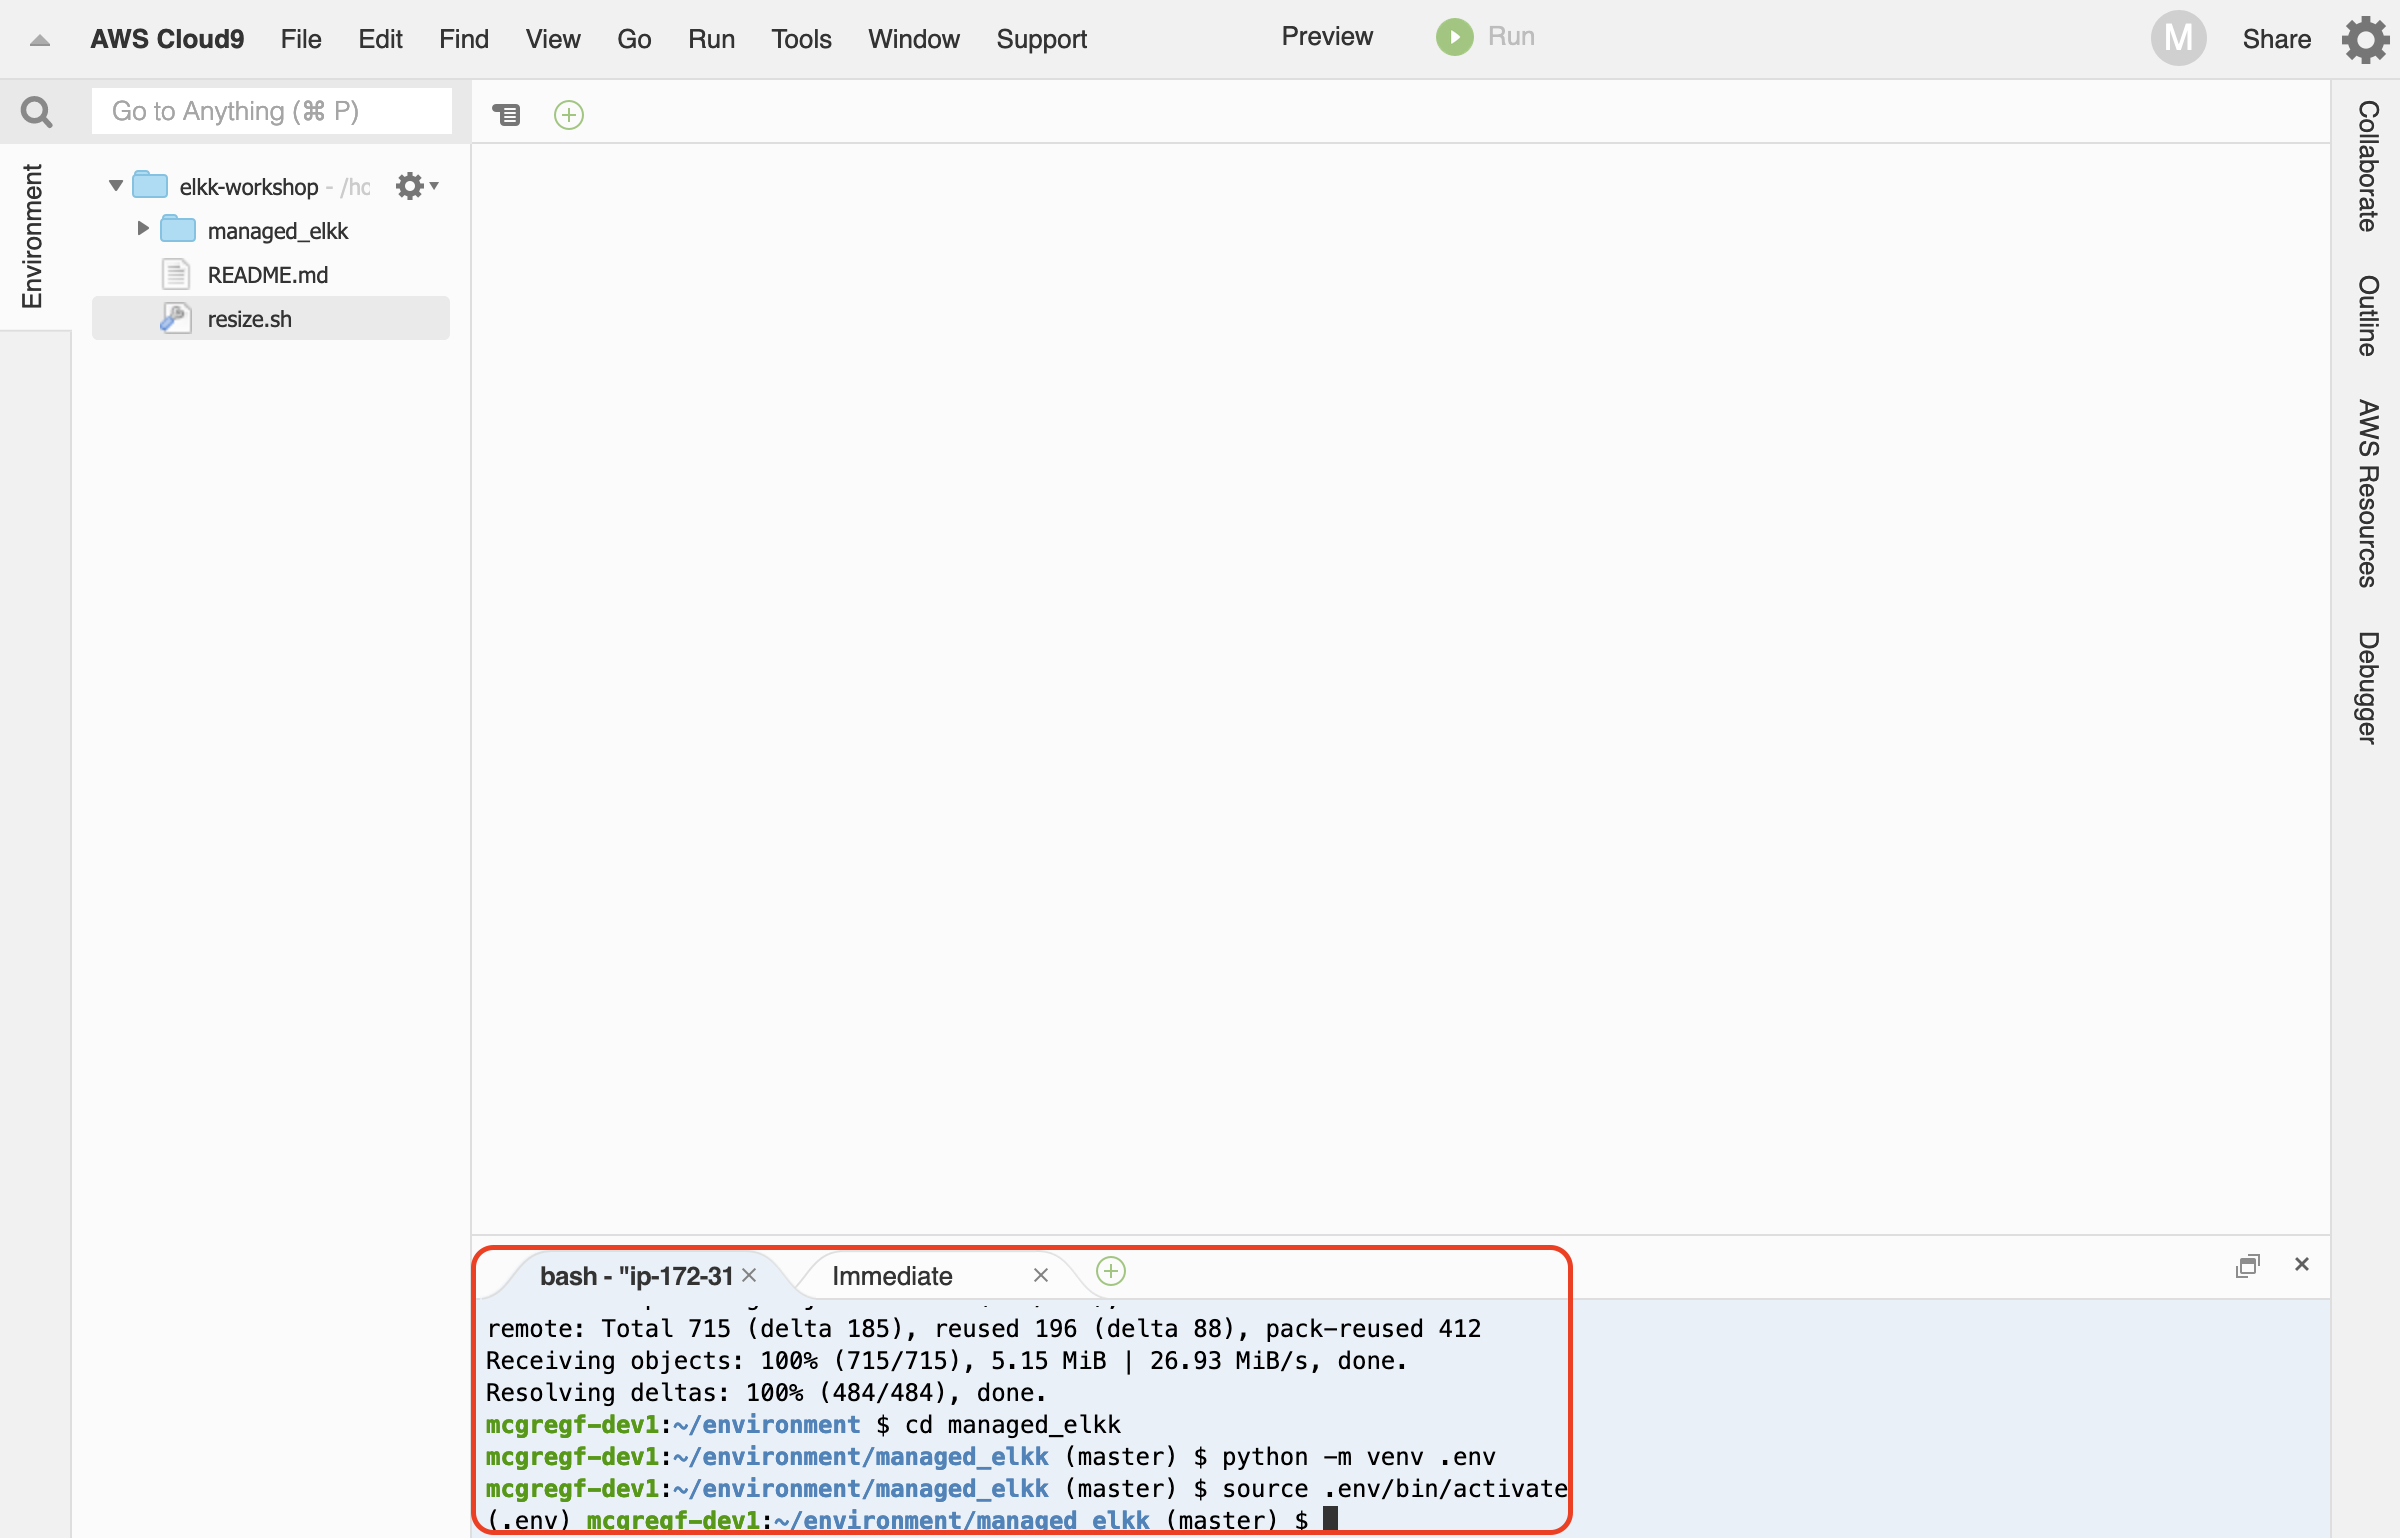 AWS Cloud9 File Edit Find View Go Run Tools Window Support Preview Run M Share
Go to Anything (⌘ P)
Environment
elkk-workshop - /ho
managed_elkk
README.md
resize.sh
Collaborate
Outline
AWS Resources
Debugger
bash - "ip-172-31 Immediate
remote: Total 715 (delta 185), reused 196 (delta 88), pack-reused 412
Receiving objects: 100% (715/715), 5.15 MiB | 26.93 MiB/s, done.
Resolving deltas: 100% (484/484), done.
mcgregf-dev1:~/environment $ cd managed_elkk
mcgregf-dev1:~/environment/managed_elkk (master) $ python -m venv .env
mcgregf-dev1:~/environment/managed_elkk (master) $ source .env/bin/activate
(.env) mcgregf-dev1:~/environment/managed_elkk (master) $